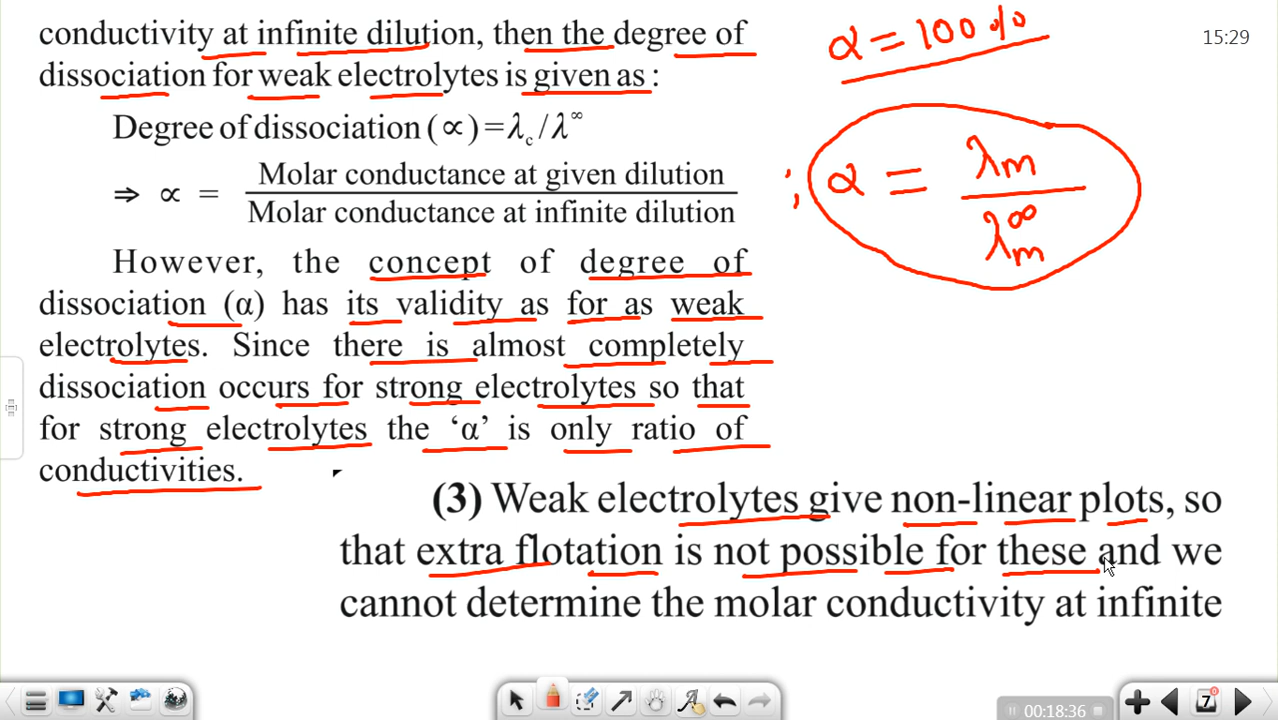 conductivity at infinite dilution, then the degree of
dissociation for weak electrolytes is given as :
Degree of dissociation (∝) = λc / λ∞
⇒ ∝ = Molar conductance at given dilution
Molar conductance at infinite dilution
However, the concept of degree of
dissociation (α) has its validity as for as weak
electrolytes. Since there is almost completely
dissociation occurs for strong electrolytes so that
for strong electrolytes the ‘α’ is only ratio of
conductivities.
α = 100 %
15:29
; α = λm
λm∞
(3) Weak electrolytes give non-linear plots, so
that extra flotation is not possible for these and we
cannot determine the molar conductivity at infinite
00:18:36
7